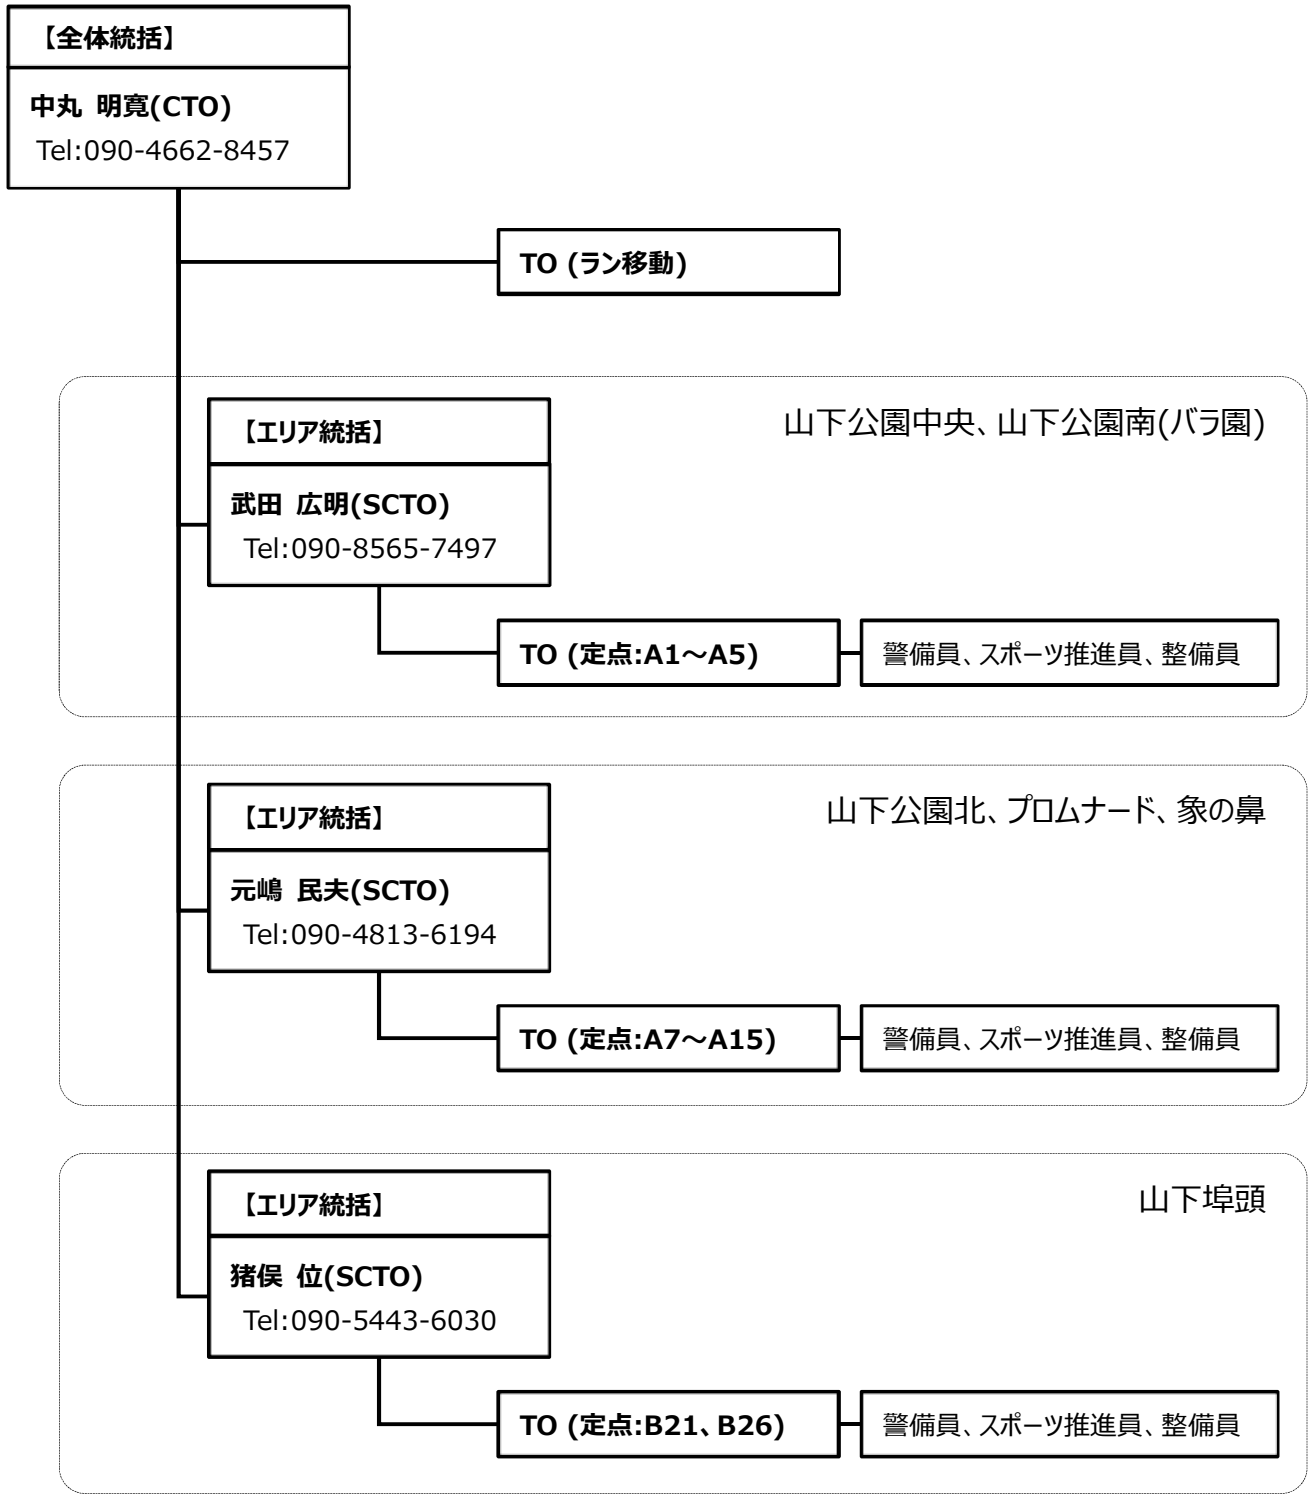 【全体統括】
中丸 明寛(CTO)
Tel:090-4662-8457
TO (ラン移動)
【エリア統括】
山下公園中央、山下公園南(バラ園)
武田 広明(SCTO)
Tel:090-8565-7497
TO (定点:A1～A5)
警備員、スポーツ推進員、整備員
【エリア統括】
山下公園北、プロムナード、象の鼻
元嶋 民夫(SCTO)
Tel:090-4813-6194
TO (定点:A7～A15)
警備員、スポーツ推進員、整備員
【エリア統括】
山下埠頭
猪俣 位(SCTO)
Tel:090-5443-6030
TO (定点:B21、B26)
警備員、スポーツ推進員、整備員